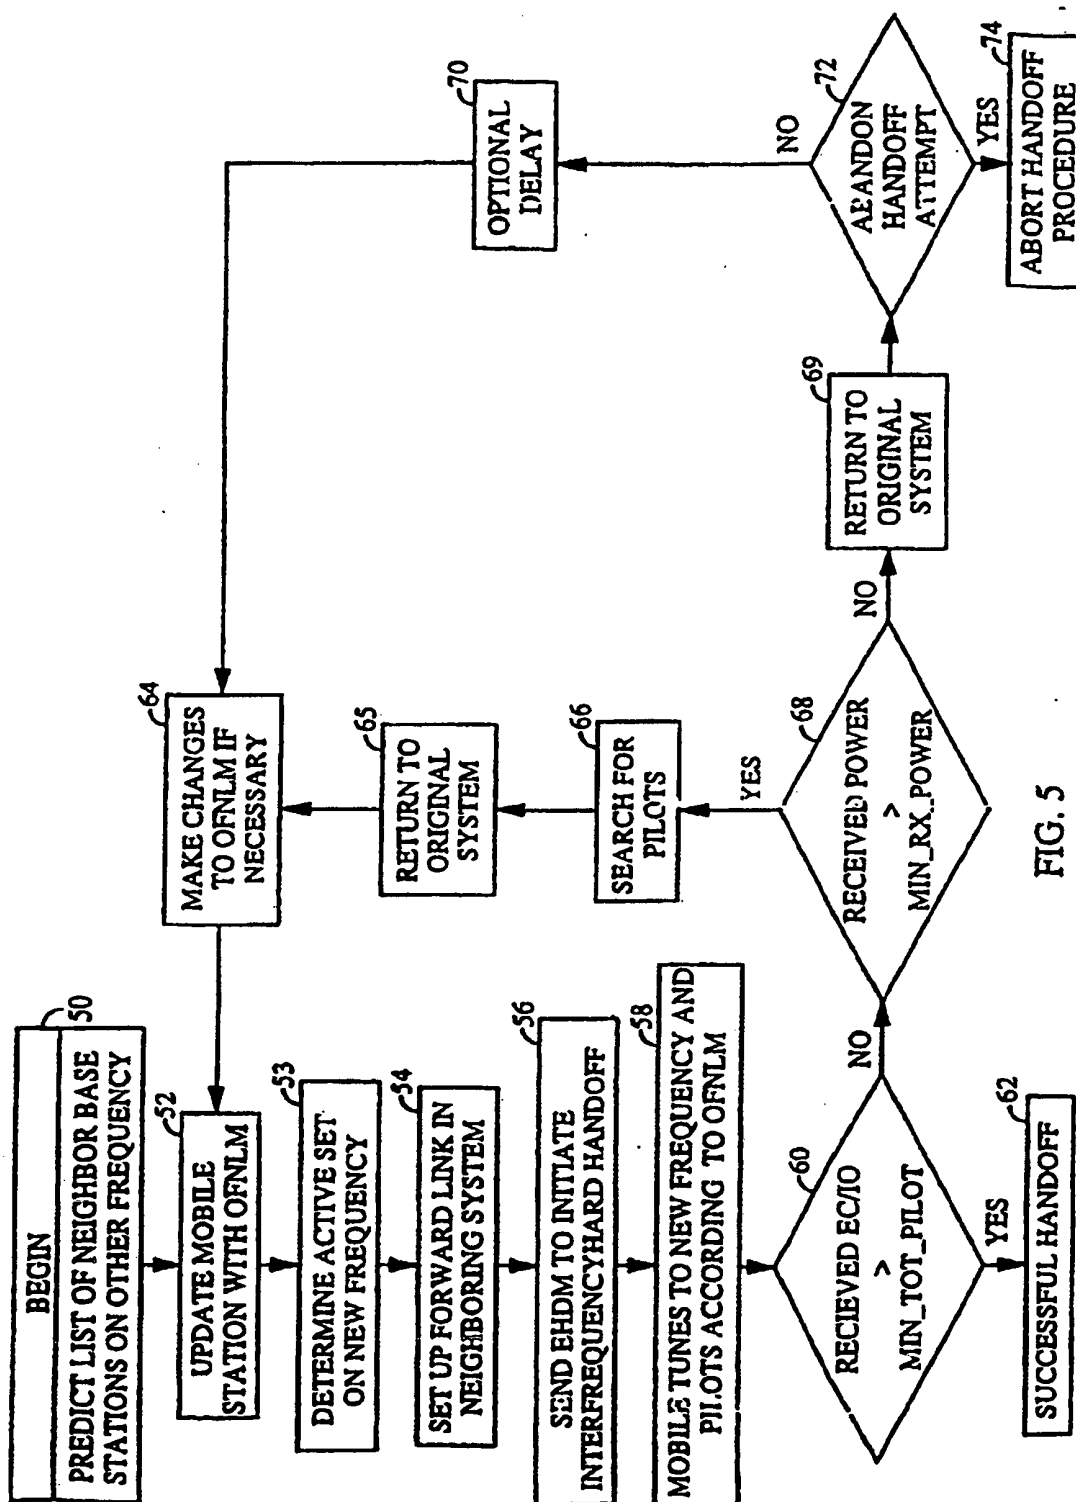 BEGIN
50
PREDICT LIST OF NEIGHBOR BASE
STATIONS ON OTHER FREQUENCY
52
UPDATE MOBILE
STATION WITH OFNLM
53
DETERMINE ACTIVE SET
ON NEW FREQUENCY
54
SET UP FORWARD LINK IN
NEIGHBORING SYSTEM
56
SEND EHDM TO INITIATE
INTERFREQUENCYHARD HANDOFF
58
MOBILE TUNES TO NEW FREQUENCY AND
PILOTS ACCORDING TO OFNLM
60
RECIEVED EC/IO
>
MIN_TOT_PILOT
NO
YES
62
SUCCESSFUL HANDOFF
64
MAKE CHANGES
TO OFNLM IF
NECESSARY
65
RETURN TO
ORIGINAL
SYSTEM
66
SEARCH FOR
PILOTS
YES
68
RECEIVED POWER
>
MIN_RX_POWER
NO
69
RETURN TO
ORIGINAL
SYSTEM
70
OPTIONAL
DELAY
NO
72
ABANDON
HANDOFF
ATTEMPT
YES
74
ABORT HANDOFF
PROCEDURE
FIG. 5